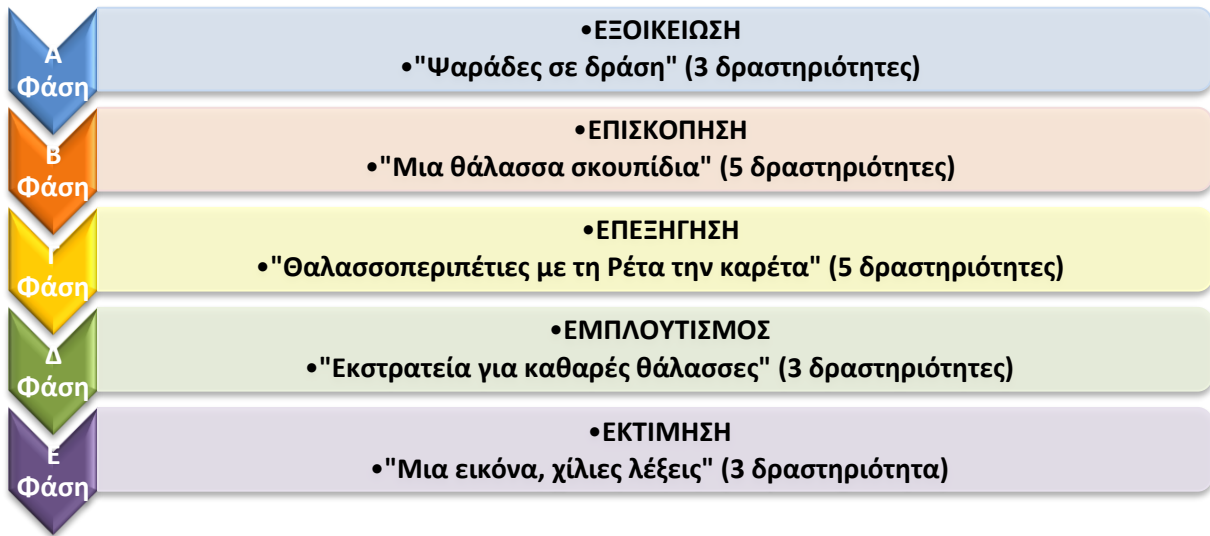 Α
Φάση
•ΕΞΟΙΚΕΙΩΣΗ
•"Ψαράδες σε δράση" (3 δραστηριότητες)
Β
Φάση
•ΕΠΙΣΚΟΠΗΣΗ
•"Μια θάλασσα σκουπίδια" (5 δραστηριότητες)
Γ
Φάση
•ΕΠΕΞΗΓΗΣΗ
•"Θαλασσοπεριπέτιες με τη Ρέτα την καρέτα" (5 δραστηριότητες)
Δ
Φάση
•ΕΜΠΛΟΥΤΙΣΜΟΣ
•"Εκστρατεία για καθαρές θάλασσες" (3 δραστηριότητες)
Ε
Φάση
•ΕΚΤΙΜΗΣΗ
•"Μια εικόνα, χίλιες λέξεις" (3 δραστηριότητα)